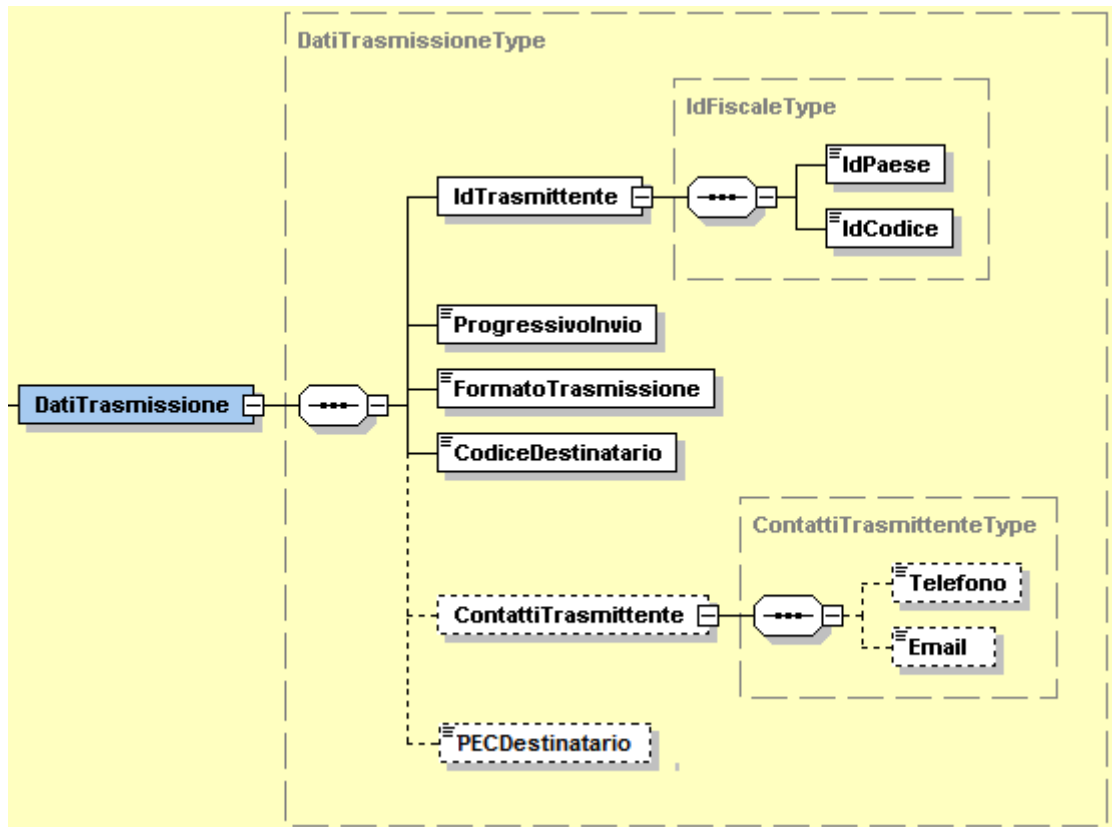 DatiTrasmissioneType
IdFiscaleType
IdPaese
IdTrasmittente
IdCodice
ProgressivoInvio
FormatoTrasmissione
DatiTrasmissione
CodiceDestinatario
ContattiTrasmittenteType
Telefono
ContattiTrasmittente
Email
PECDestinatario